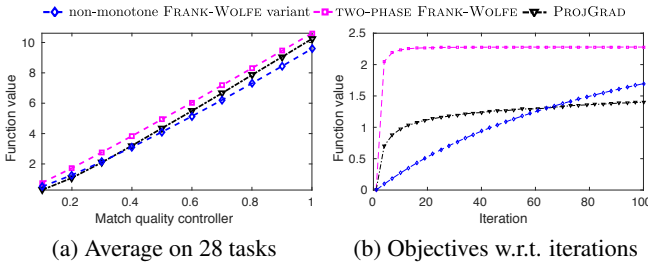 non-monotone FRANK-WOLFE variant TWO-PHASE FRANK-WOLFE PROJGRAD
Function value
10
8
6
4
2
0.2 0.4 0.6 0.8 1
Match quality controller
(a) Average on 28 tasks
Function value
2.5
2
1.5
1
0.5
0
0 20 40 60 80 100
Iteration
(b) Objectives w.r.t. iterations